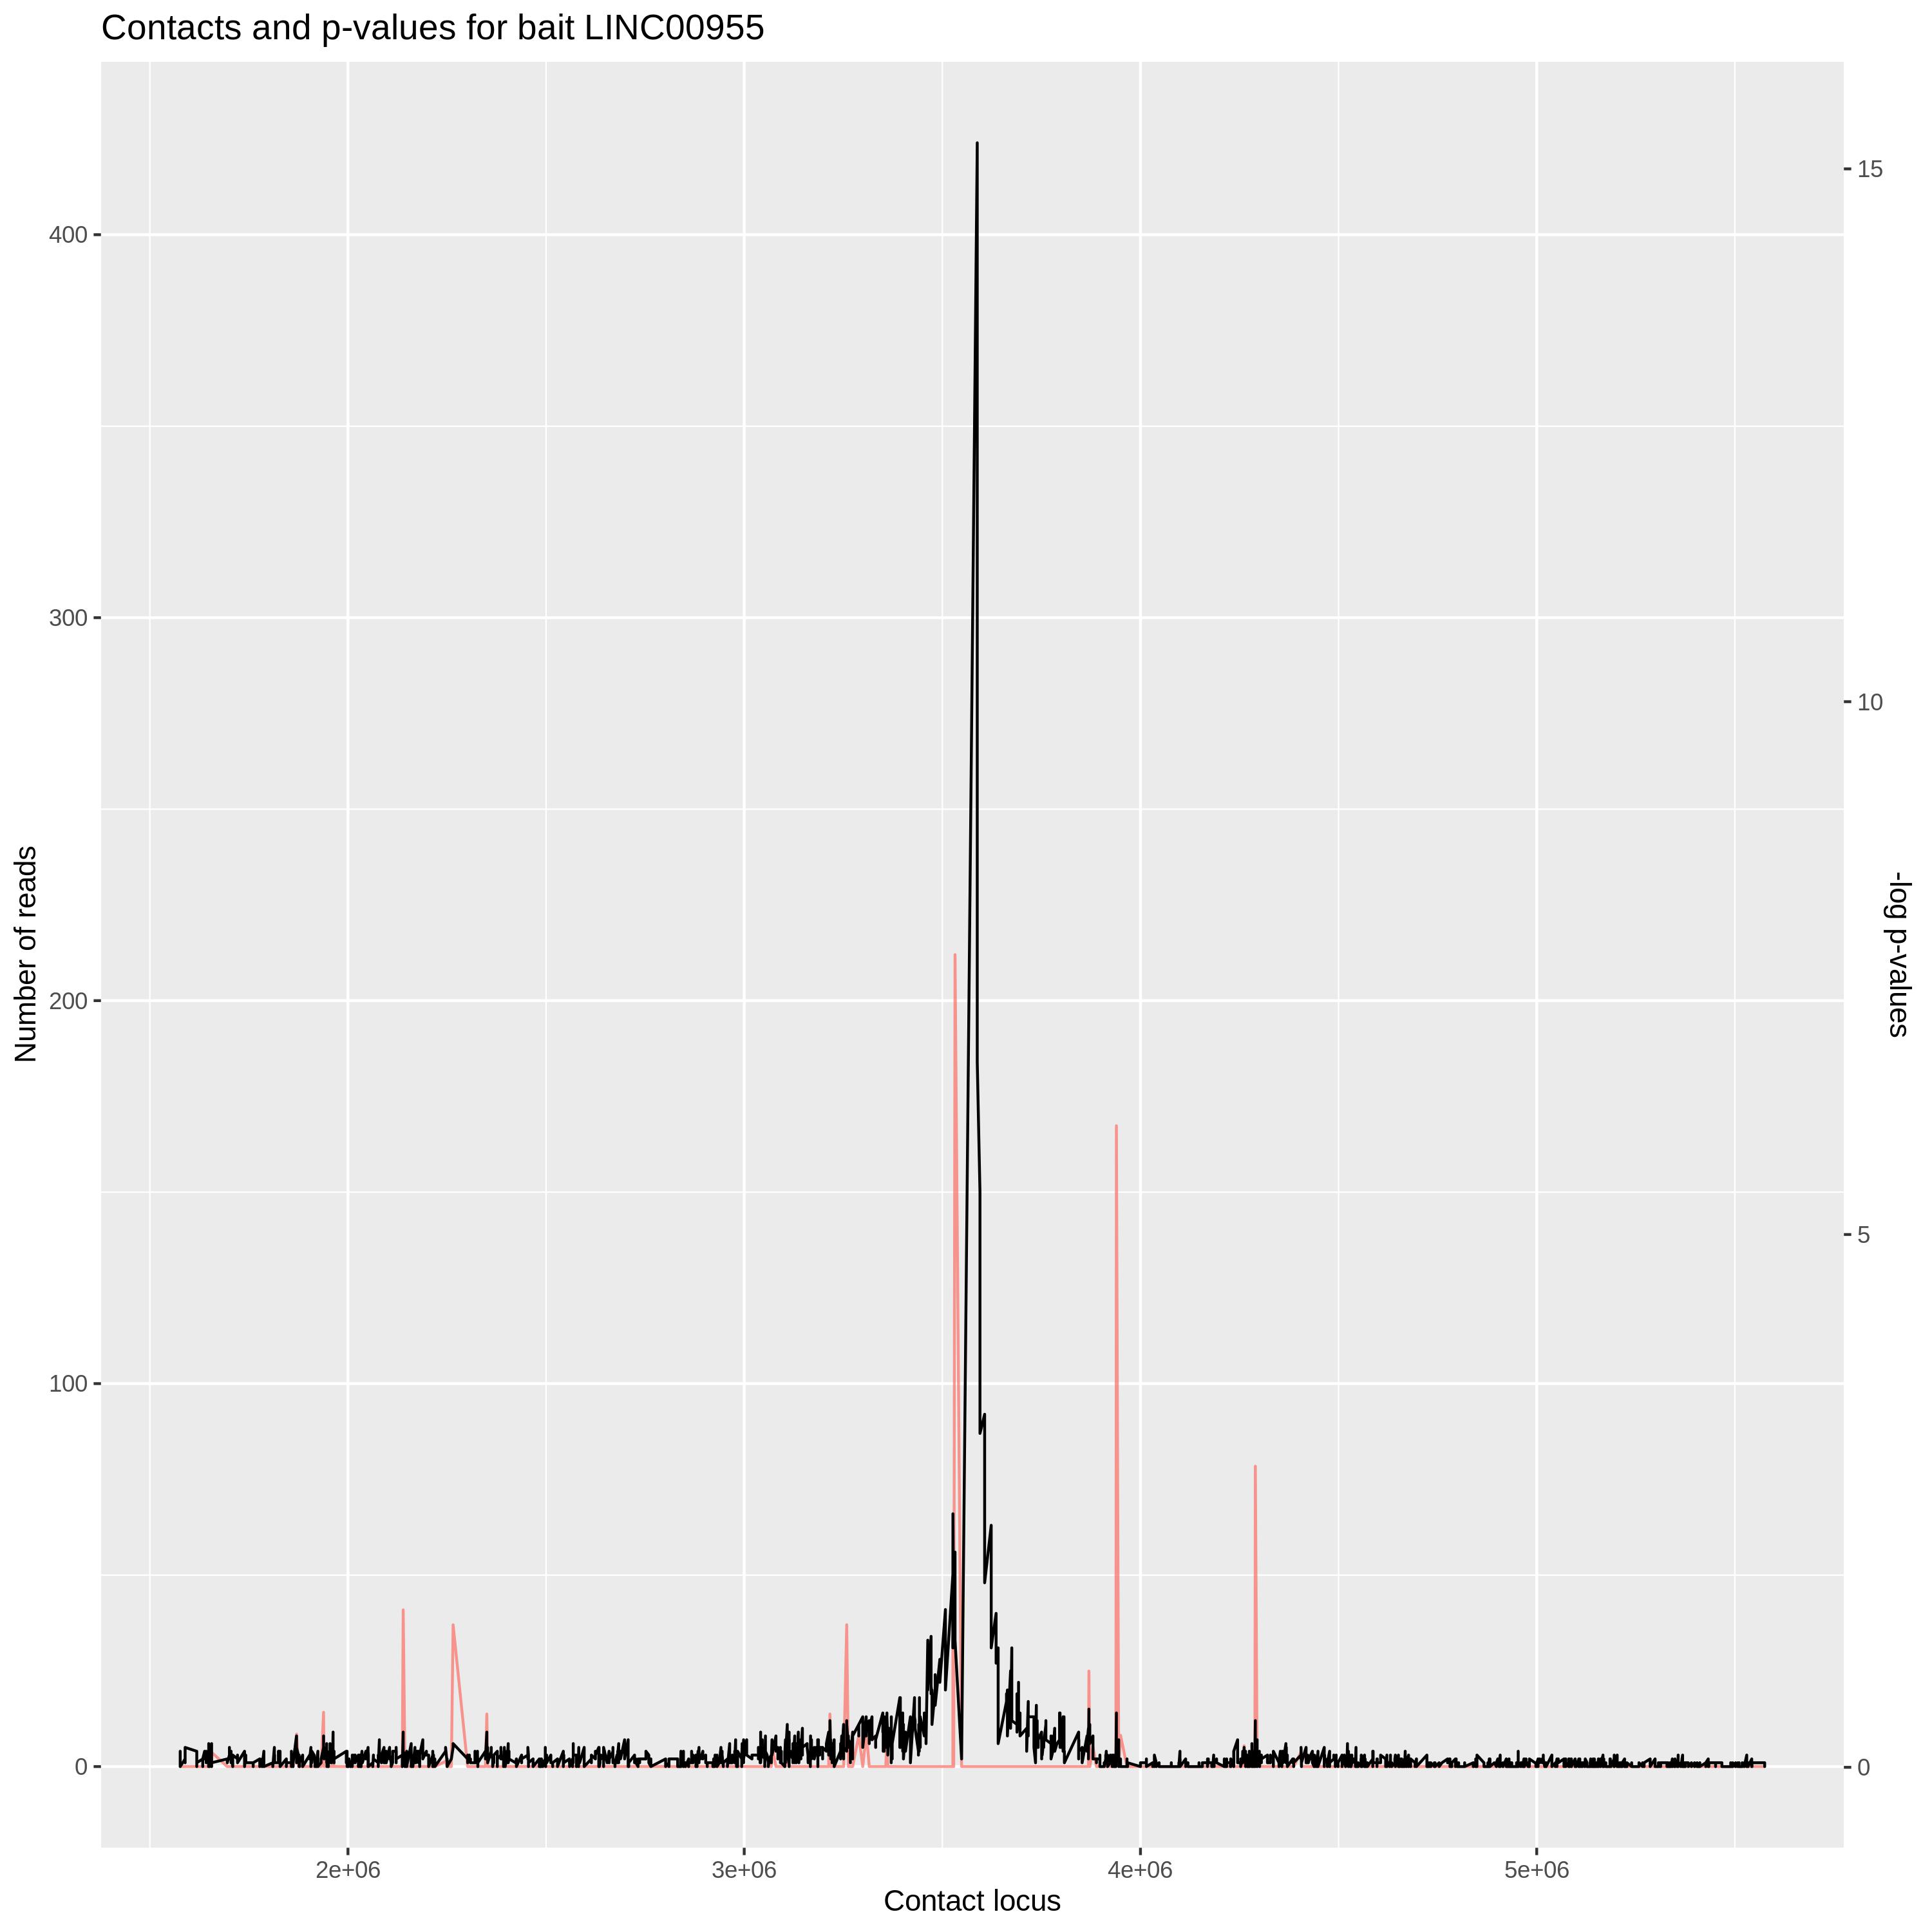 Contacts and p-values for bait LINC00955
Number of reads
400
300
200
100
0
15
10
5
0
-log p-values
2e+06
3e+06
4e+06
5e+06
Contact locus